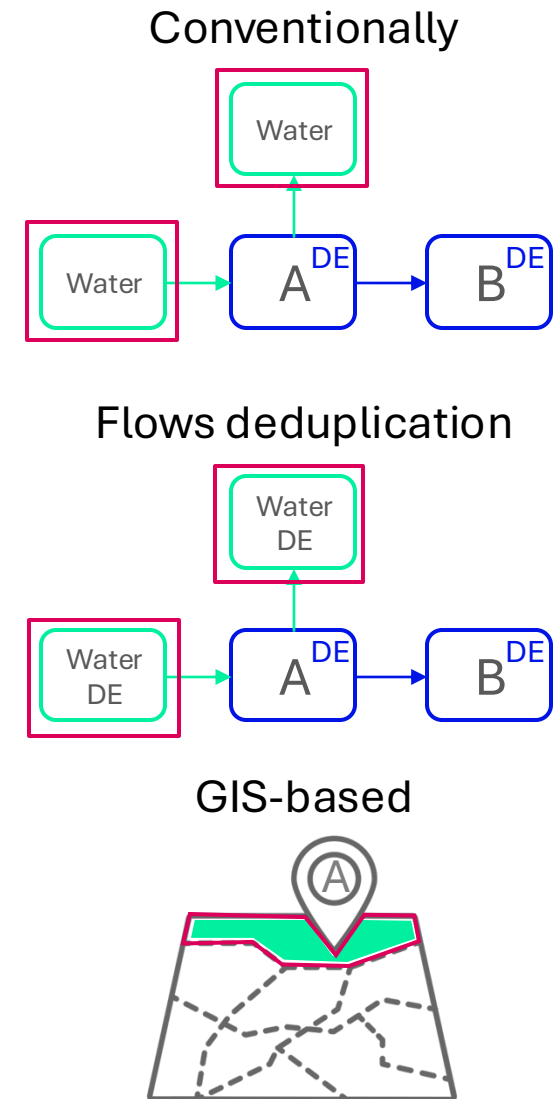 Conventionally
Water
Water
A
DE
B
DE
Flows deduplication
Water
DE
Water
DE
A
DE
B
DE
GIS-based
A